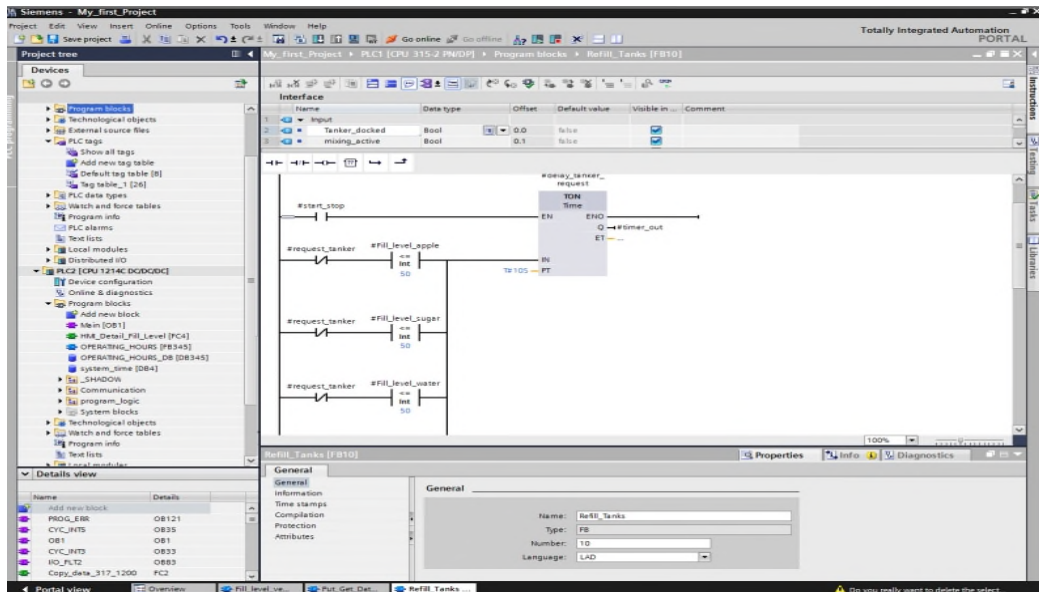 Siemens - My_first_Project
Project Edit View Insert Online Options Tools Window Help
Save project
Go online
Go offline
Totally Integrated Automation
PORTAL
Project tree
My_first_Project PLC1 [CPU 315-2 PN/DP] Program blocks Refill_Tanks [FB10]
Devices
Program blocks
Technological objects
External source files
PLC tags
Show all tags
Add new tag table
Default tag table [8]
Tag table_1 [26]
PLC data types
Watch and force tables
Program info
PLC alarms
Text lists
Local modules
Distributed I/O
PLC2 [CPU 1214C DC/DC/DC]
Device configuration
Online & diagnostics
Program blocks
Add new block
Main [OB1]
HMI_Detail_Fill_Level [FC4]
OPERATING_HOURS [FB345]
OPERATING_HOURS_DB [DB345]
system_time [DB4]
_SHADOW
Communication
program_logic
System blocks
Technological objects
Watch and force tables
Program info
Text lists
Local modules
Details view
Name Details
Add new block
PROG_ERR OB121
CYC_INT5 OB35
OB1 OB1
CYC_INT3 OB33
I/O_FLT2 OB83
Copy_data_317_1200 FC2
Interface
Name Data type Offset Default value Visible in ... Comment
1 Input
2 Tanker_docked Bool 0.0 false
3 mixing_active Bool 0.1 false
#delay_tanker_
request
TON
Time
#start_stop
EN ENO
Q #timer_out
ET ...
#request_tanker #Fill_level_apple
<=
Int
50
IN
T#10S PT
#request_tanker #Fill_level_sugar
<=
Int
50
#request_tanker #Fill_level_water
<=
Int
50
100%
Refill_Tanks [FB10]
Properties Info Diagnostics
General
General
Information
Time stamps
Compilation
Protection
Attributes
General
Name: Refill_Tanks
Type: FB
Number: 10
Language: LAD
Instructions
Testing
Tasks
Libraries
Portal view Overview Fill_level_ve... Put_Get_Dat... Refill_Tanks ...
Do you really want to delete the select...